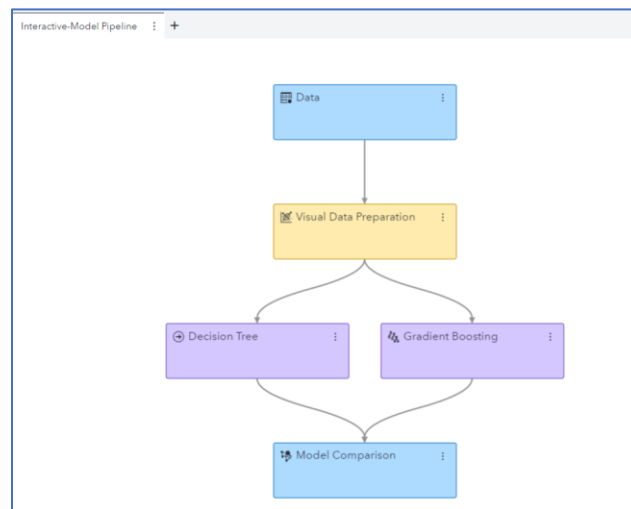 Interactive-Model Pipeline
Data
Visual Data Preparation
Decision Tree
Gradient Boosting
Model Comparison